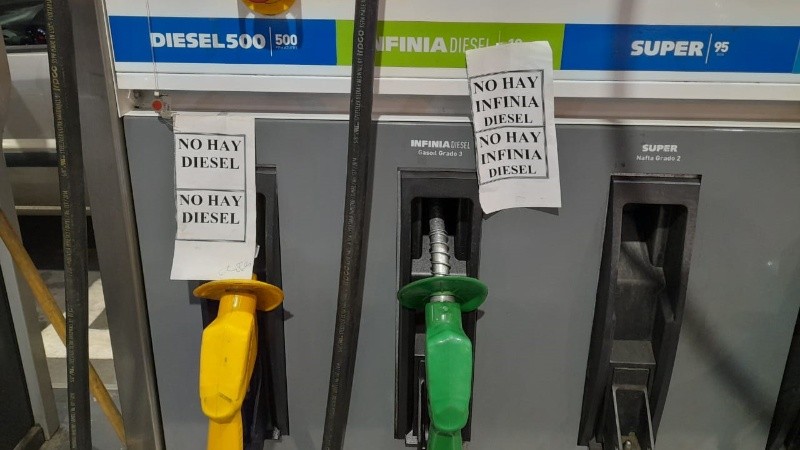 DIESEL500 500
INFINIA DIESEL
SUPER 95
NO HAY
DIESEL
NO HAY
DIESEL
NO HAY
INFINIA
DIESEL
NO HAY
INFINIA
DIESEL
INFINIA DIESEL
Gasoil Grado 3
SUPER
Nafta Grado 2